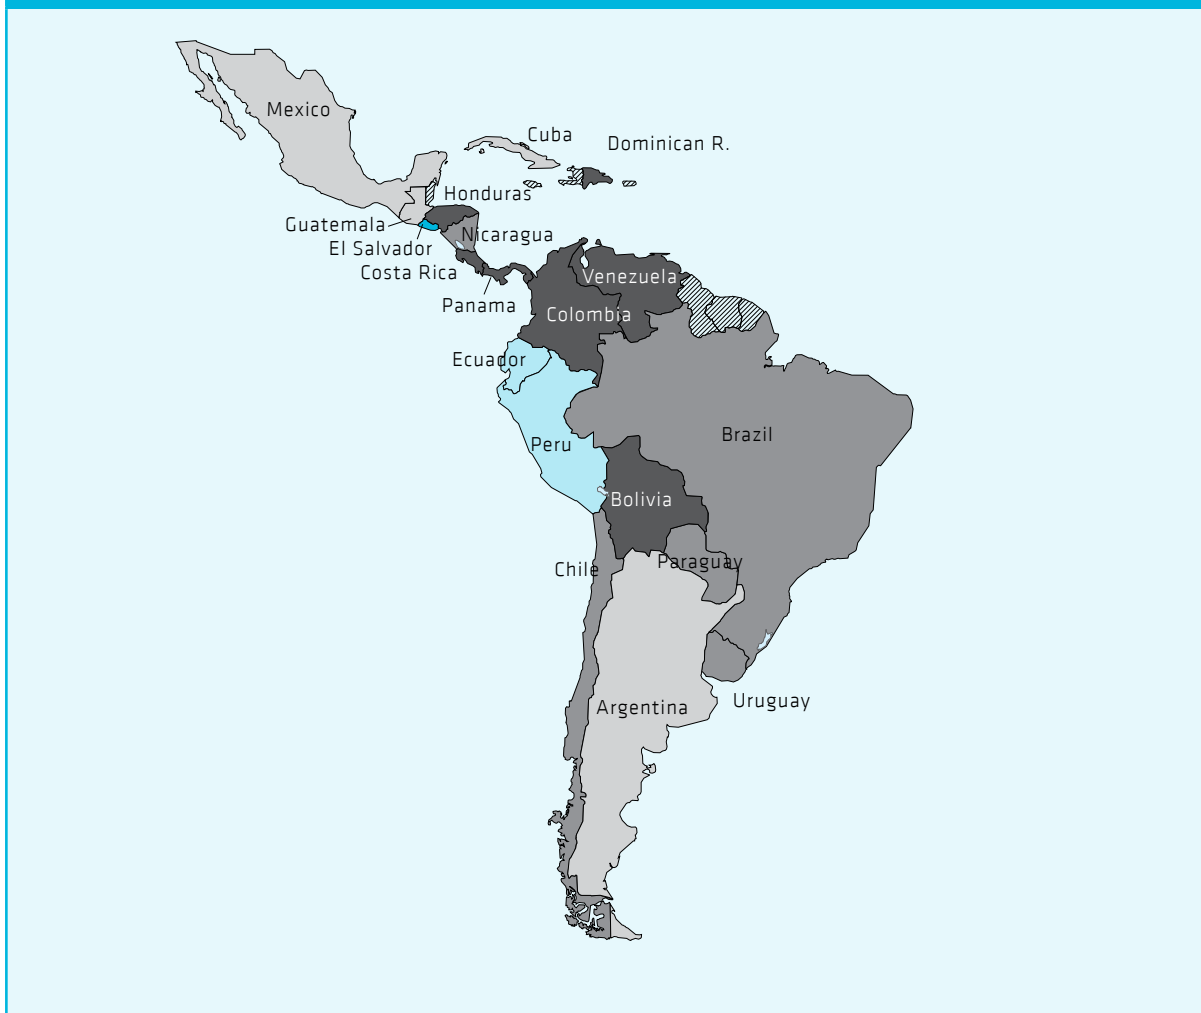 Mexico
Cuba
Dominican R.
Honduras
Guatemala
Nicaragua
El Salvador
Costa Rica
Venezuela
Panama
Colombia
Ecuador
Brazil
Peru
Bolivia
Paraguay
Chile
Uruguay
Argentina